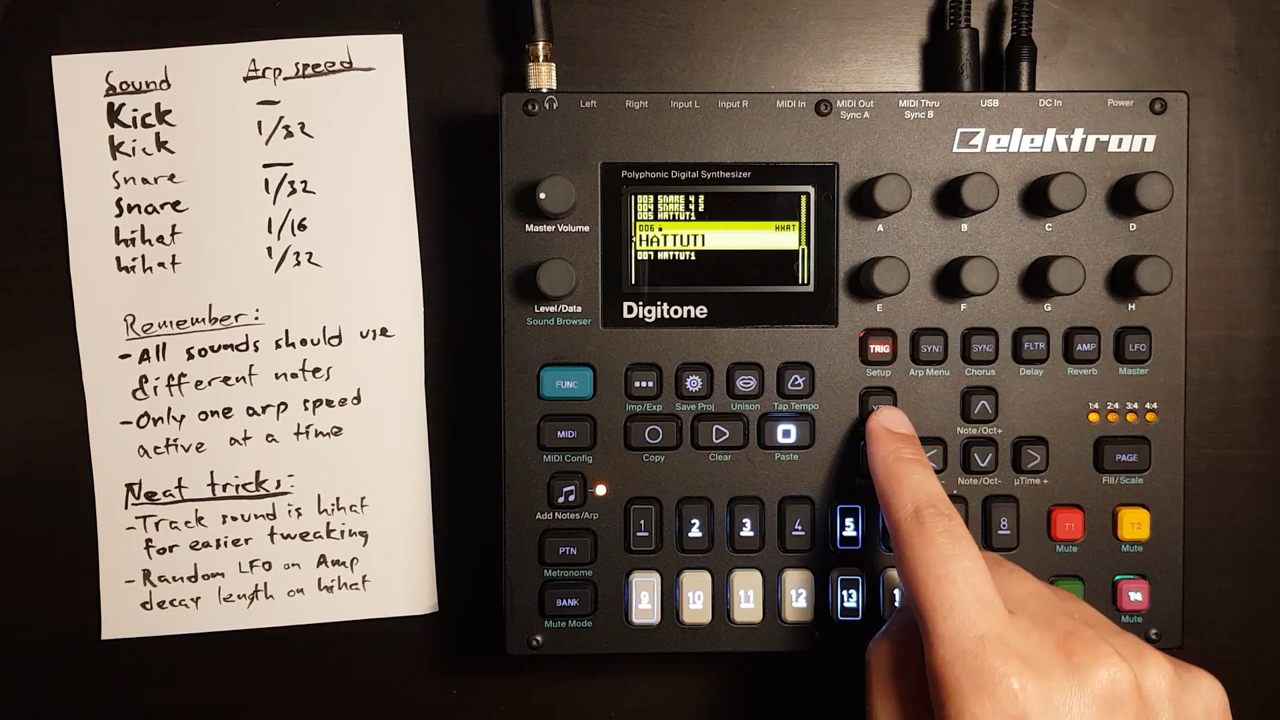 Sound Arp speed
Kick –
Kick 1/32
Snare –
Snare 1/32
hihat 1/16
hihat 1/32
Remember:
- All sounds should use
different notes
- Only one arp speed
active at a time
Neat tricks:
- Track sound is hihat
for easier tweaking
- Random LFO on Amp
decay length on hihat
Left Right Input L Input R MIDI In MIDI Out MIDI Thru USB DC In Power
Sync A Sync B
elektron
Polyphonic Digital Synthesizer
003 SNARE 4 2
004 SNARE 4 2
005 HATTUT1
006 HHAT
HATTUT1
007 HATTUT1
Digitone
Master Volume
Level/Data
Sound Browser
A B C D
E F G H
TRIG SYN1 SYN2 FLTR AMP LFO
Setup Arp Menu Chorus Delay Reverb Master
FUNC
Imp/Exp Save Proj Unison Tap Tempo
Note/Oct+
1:4 2:4 3:4 4:4
MIDI
MIDI Config
Copy Clear Paste
Note/Oct- µTime +
PAGE
Fill/Scale
Add Notes/Arp
1 2 3 4 5 8
T1 T2
Mute Mute
PTN
Metronome
BANK
Mute Mode
9 10 11 12 13
T4
Mute